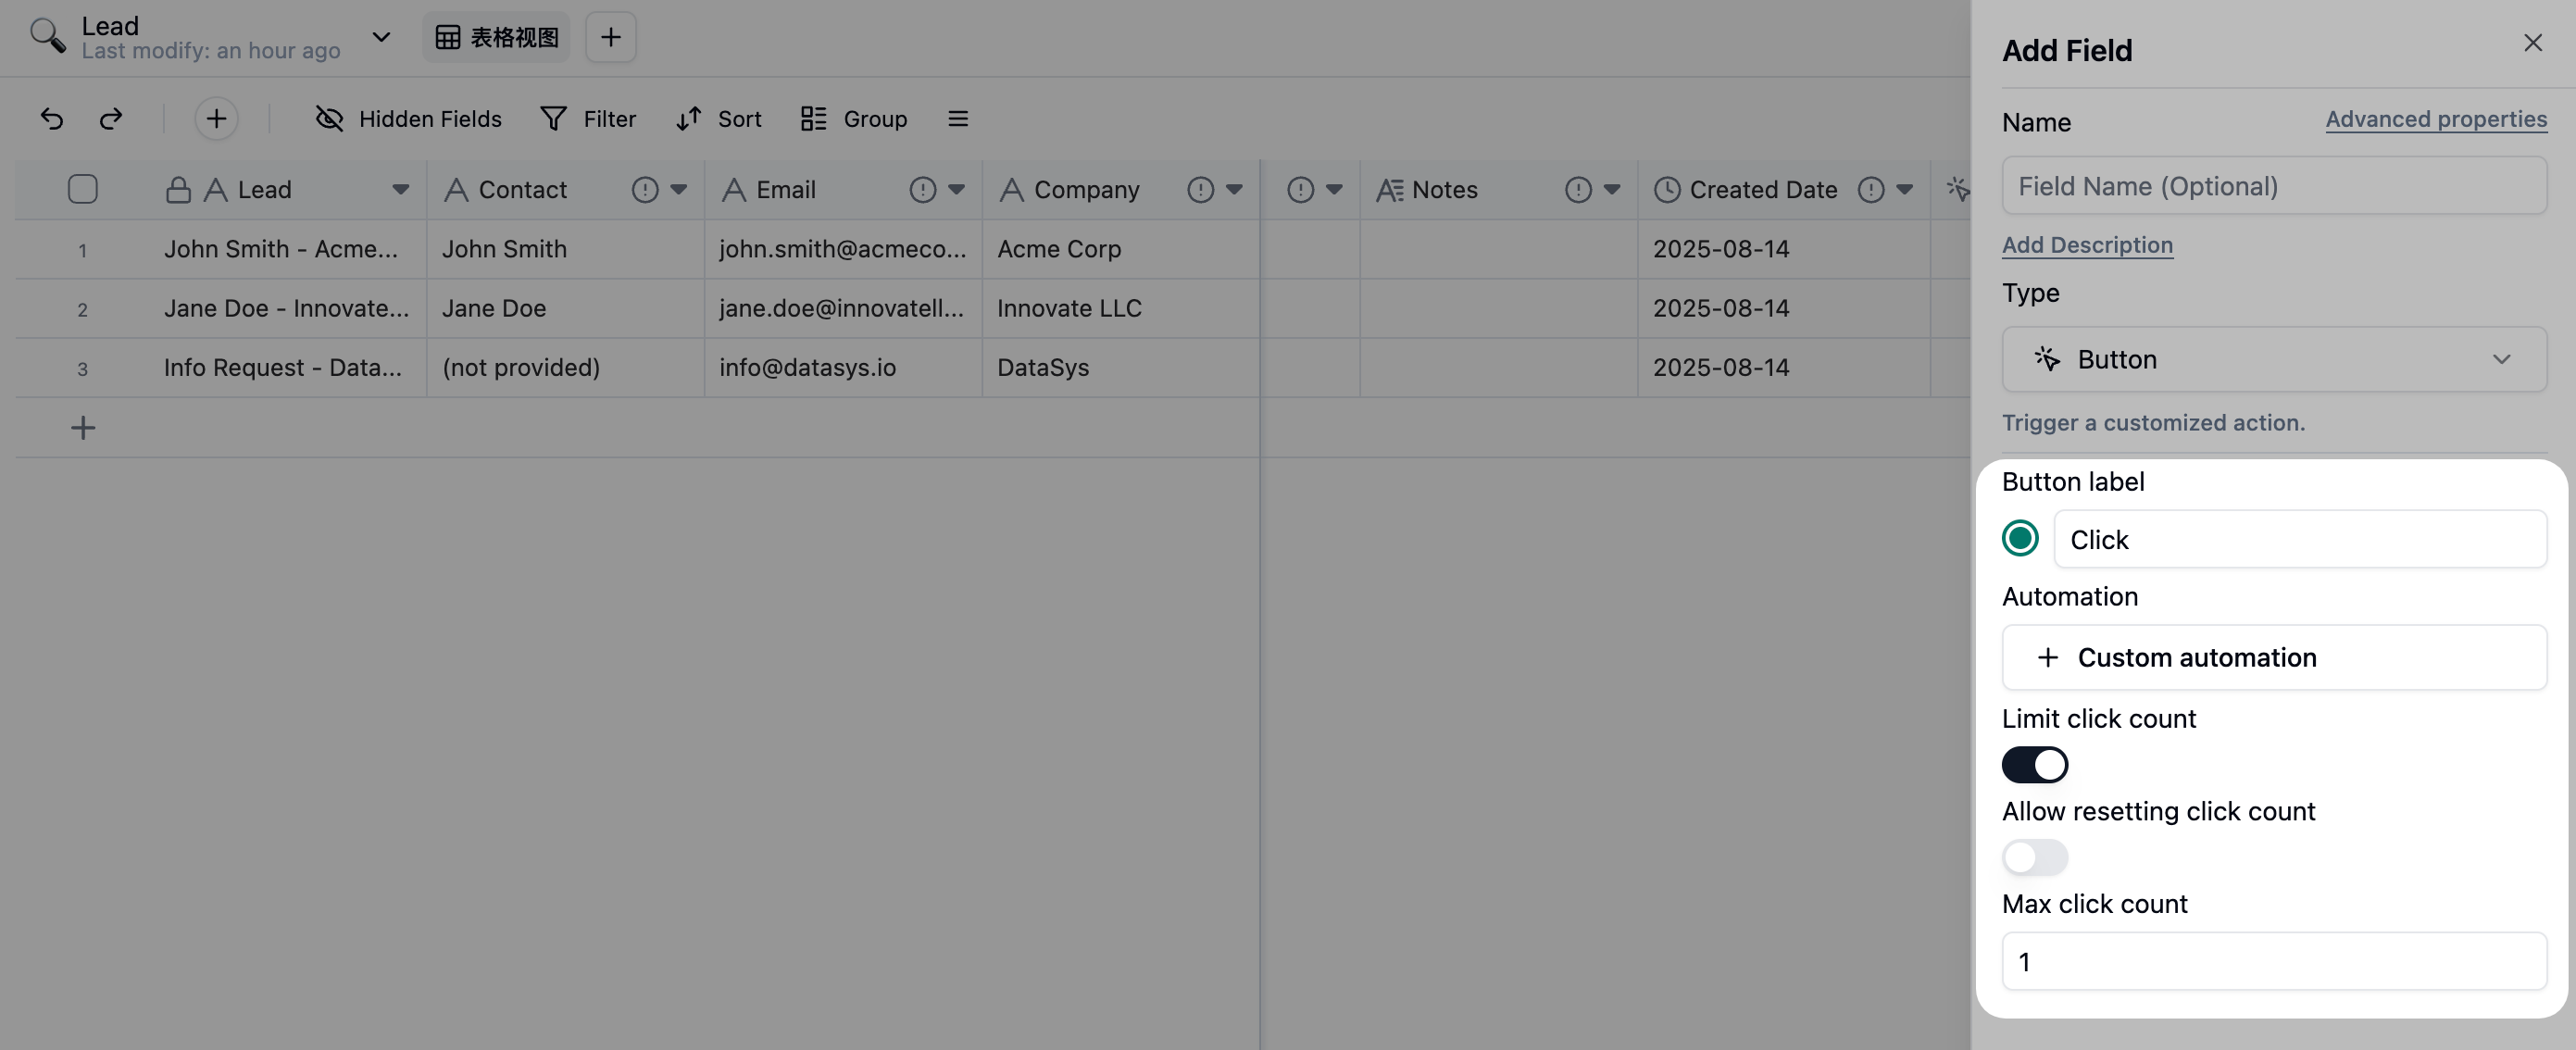 Lead
Last modify: an hour ago
表格视图
Hidden Fields
Filter
Sort
Group
Lead
Contact
Email
Company
Notes
Created Date
1
John Smith - Acme...
John Smith
john.smith@acmeco...
Acme Corp
2025-08-14
2
Jane Doe - Innovate...
Jane Doe
jane.doe@innovatell...
Innovate LLC
2025-08-14
3
Info Request - Data...
(not provided)
info@datasys.io
DataSys
2025-08-14
Add Field
Name
Advanced properties
Field Name (Optional)
Add Description
Type
Button
Trigger a customized action.
Button label
Click
Automation
Custom automation
Limit click count
Allow resetting click count
Max click count
1